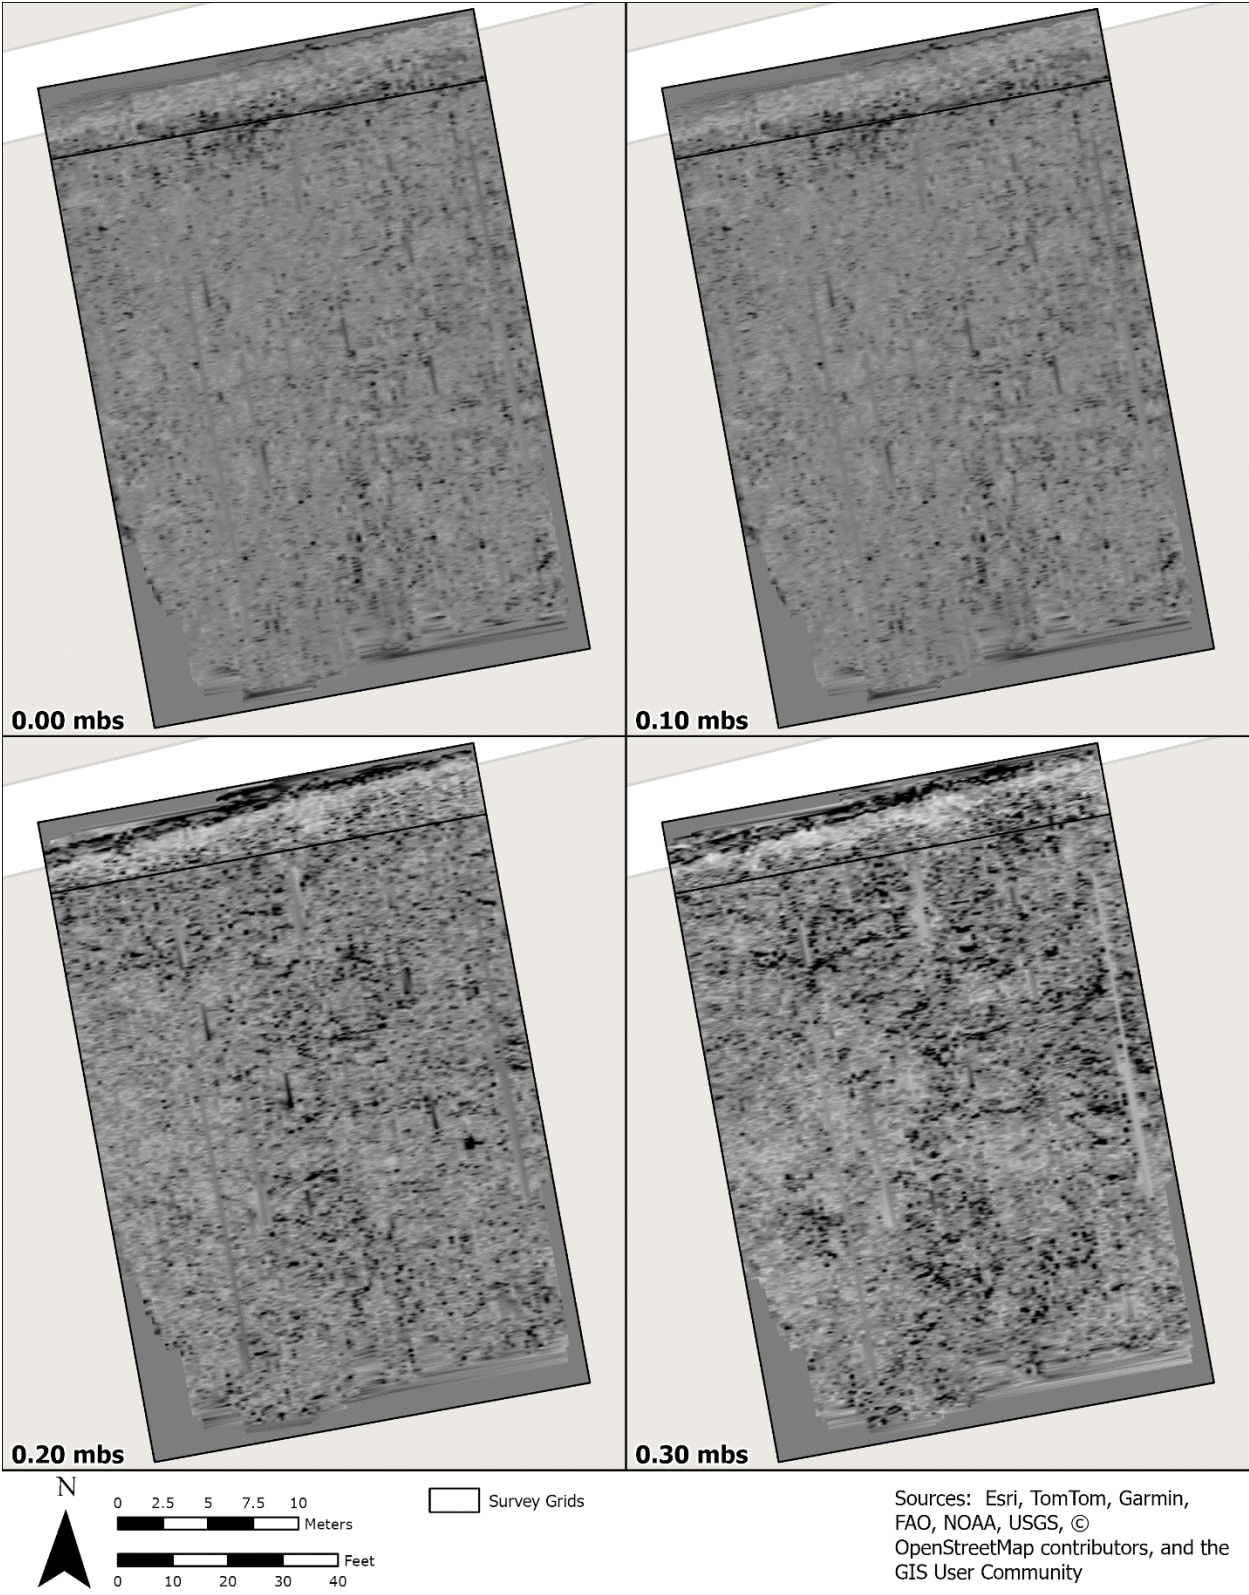 0.00 mbs
0.10 mbs
0.20 mbs
0.30 mbs
N
0 2.5 5 7.5 10
Meters
Feet
0 10 20 30 40
Survey Grids
Sources: Esri, TomTom, Garmin,
FAO, NOAA, USGS, ©
OpenStreetMap contributors, and the
GIS User Community